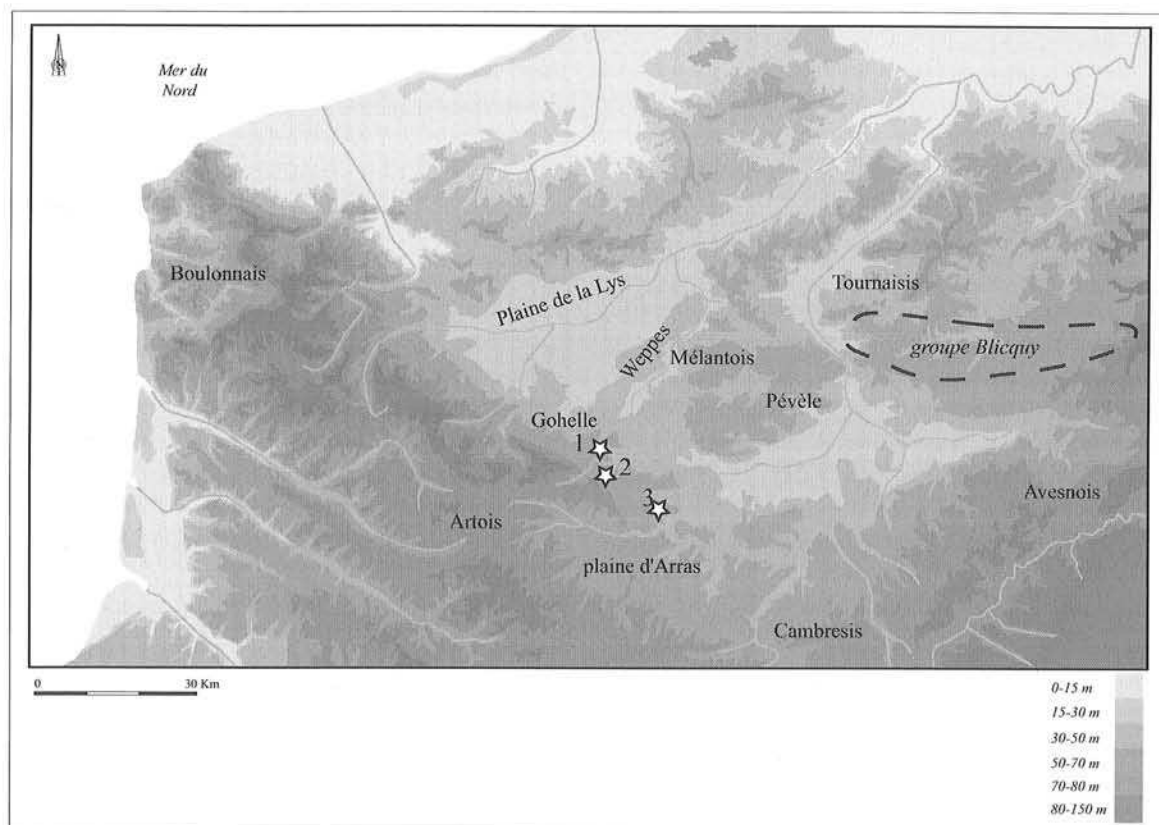 N
Mer du
Nord
Boulonnais
Plaine de la Lys
Tournaisis
groupe Blicquy
Weppes
Mélantois
Pévèle
Gohelle
1
2
3
Avesnois
Artois
plaine d'Arras
Cambresis
0 30 Km
0-15 m
15-30 m
30-50 m
50-70 m
70-80 m
80-150 m